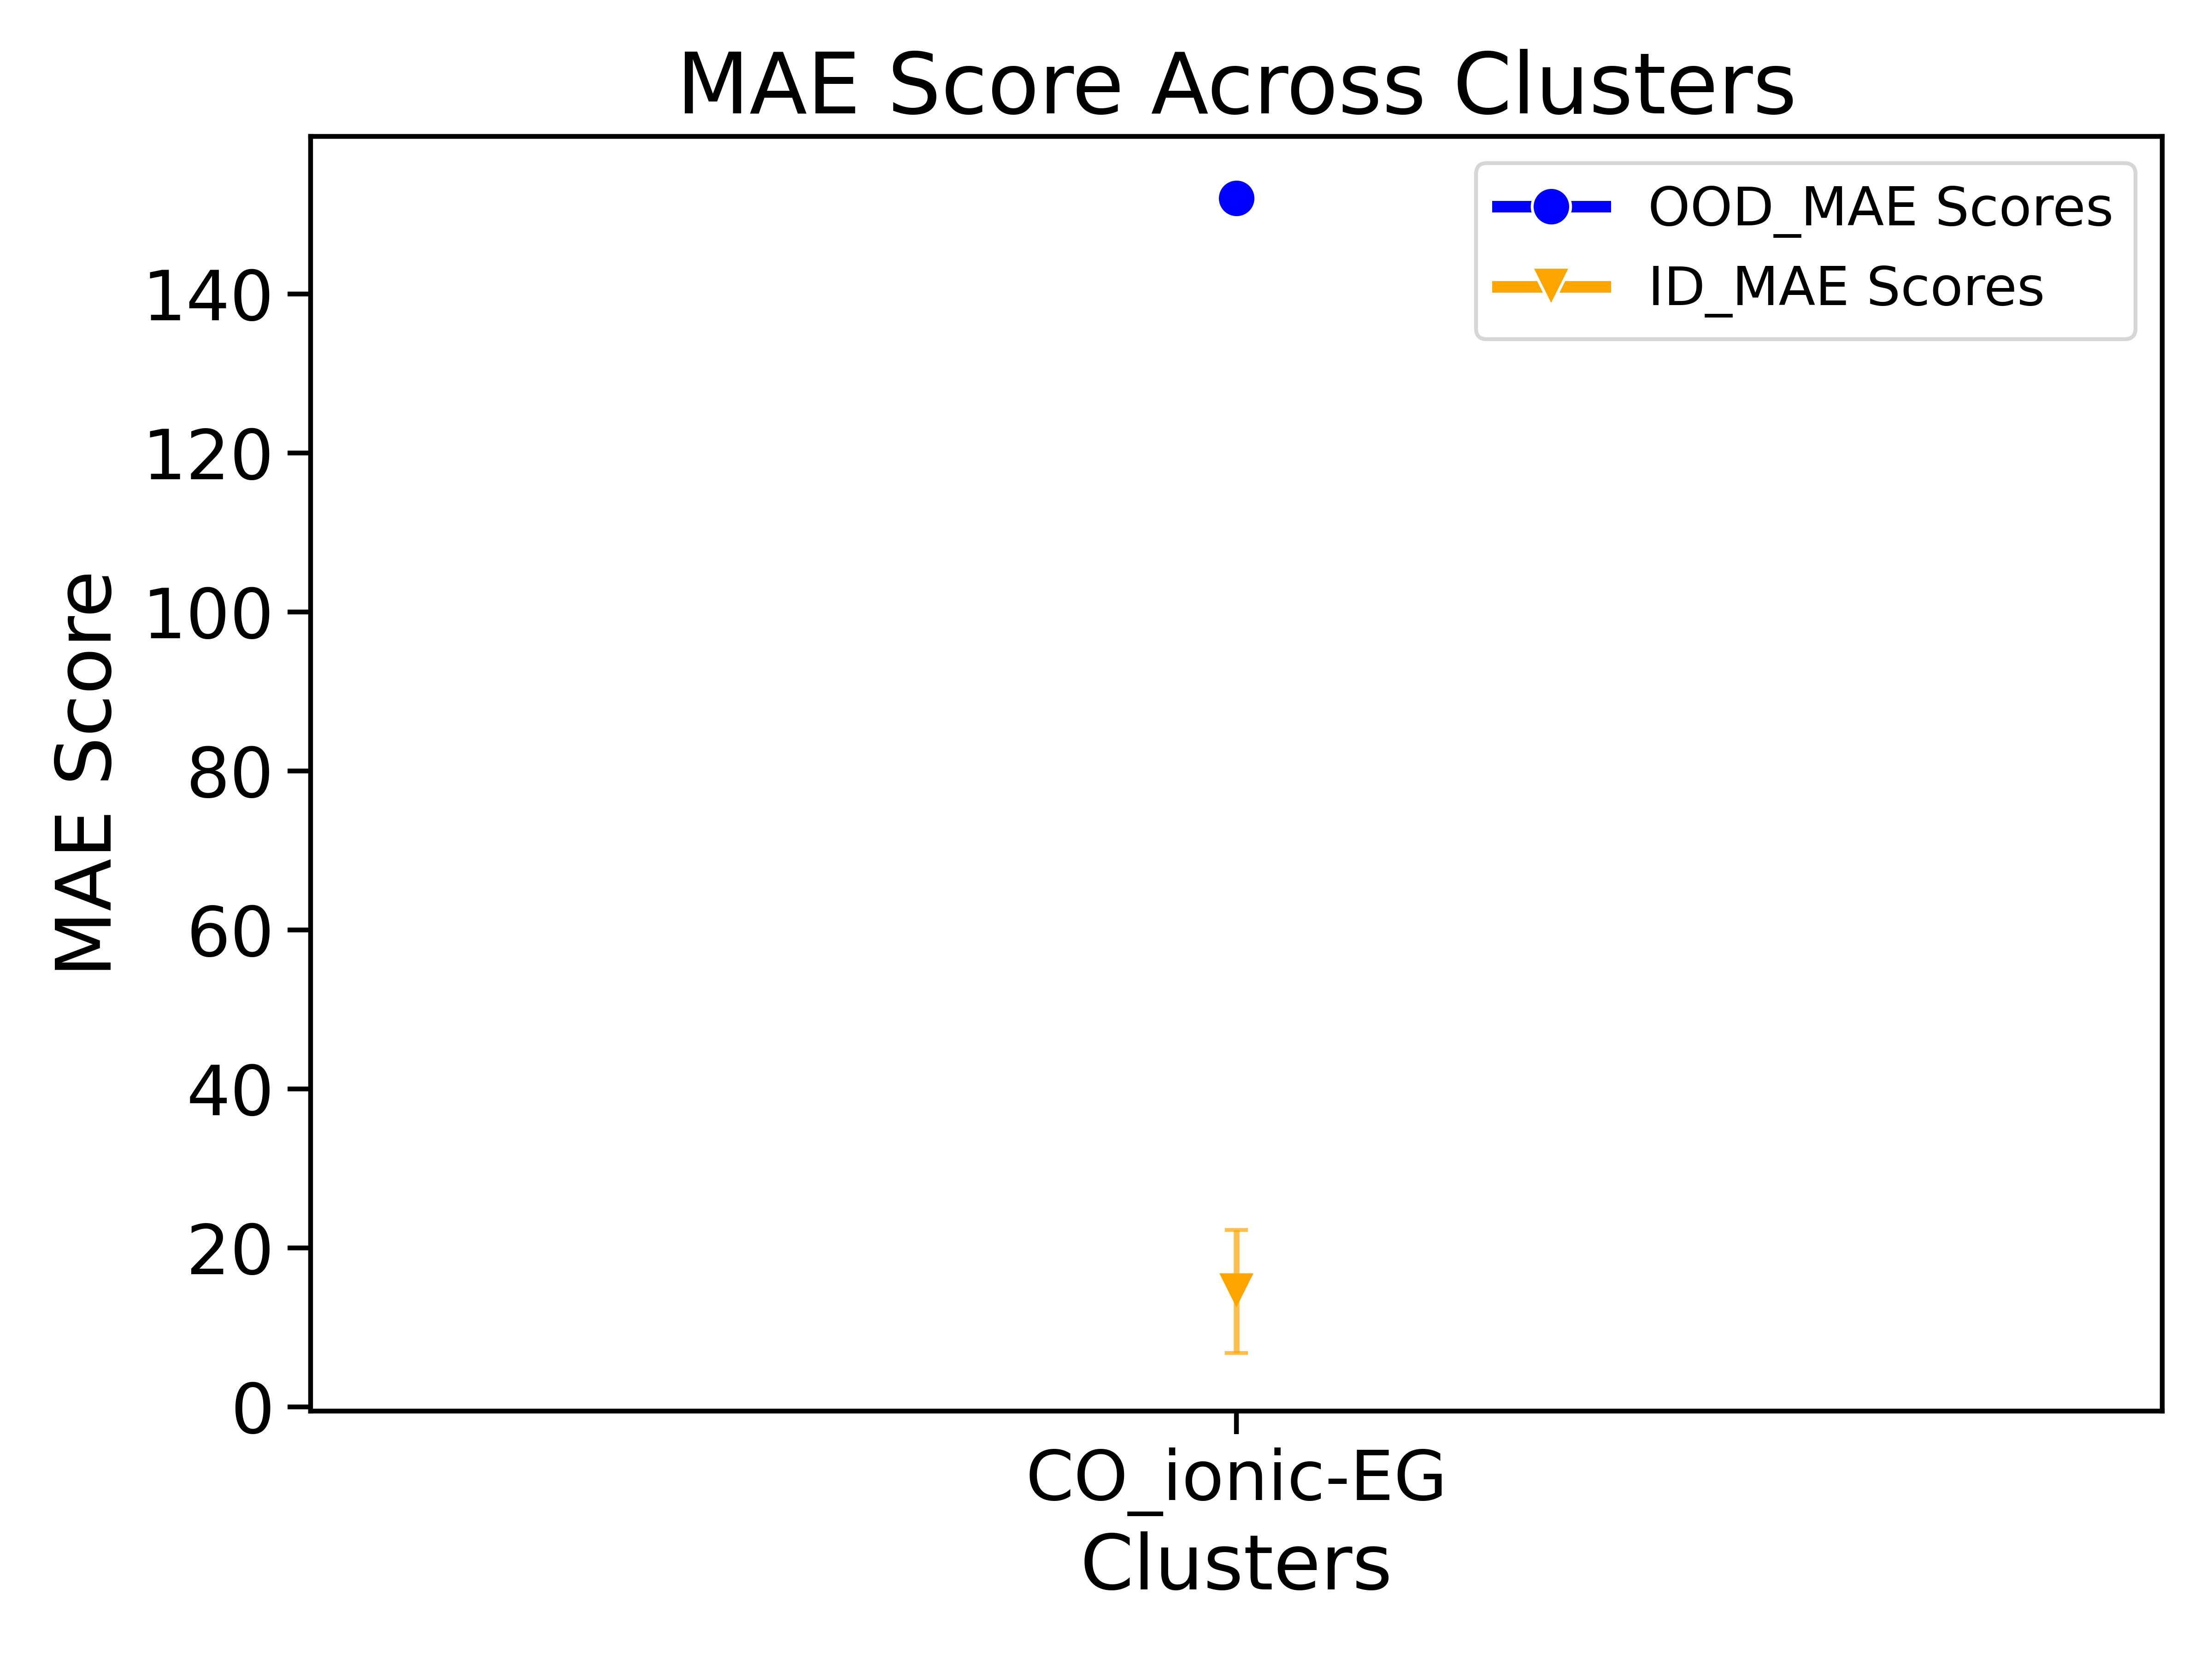 MAE Score Across Clusters
OOD_MAE Scores
ID_MAE Scores
MAE Score
140
120
100
80
60
40
20
0
CO_ionic-EG
Clusters